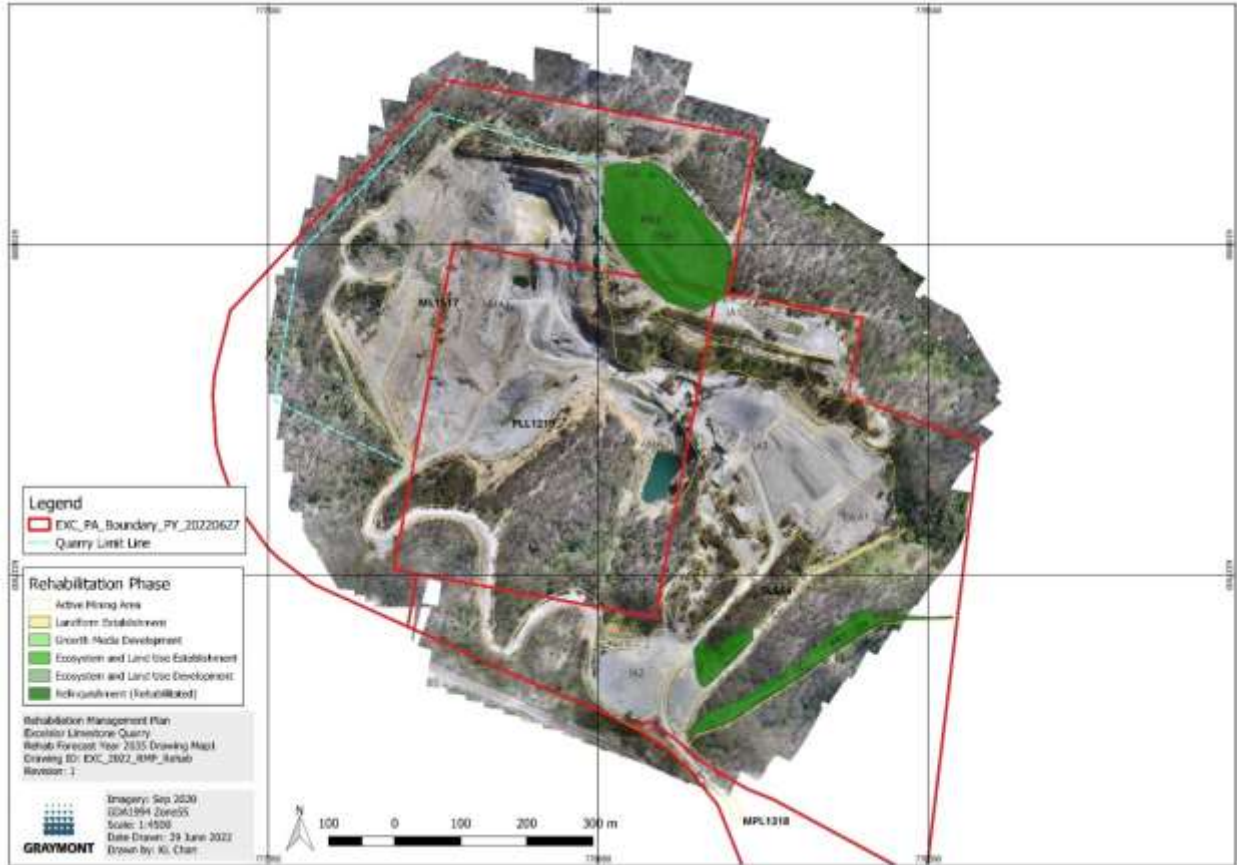 ML1517
PLL1219
IA2
Legend
EXC_PA_Boundary_PY_20220627
Quarry Limit Line
Rehabilitation Phase
Active Mining Area
Landform Establishment
Growth Media Development
Ecosystem and Land Use Establishment
Ecosystem and Land Use Development
Relinquishment (Rehabilitated)
Rehabilitation Management Plan
Excelsior Limestone Quarry
Rehab Forecast Year 2035 Drawing Map1
Drawing ID: EXC_2022_RMP_Rehab
Revision: 1
GRAYMONT
Imagery: Sep 2020
GDA1994 Zone55
Scale: 1:4500
Date Drawn: 29 June 2022
Drawn by: KL Chan
N
100 0 100 200 300 m
MPL1318